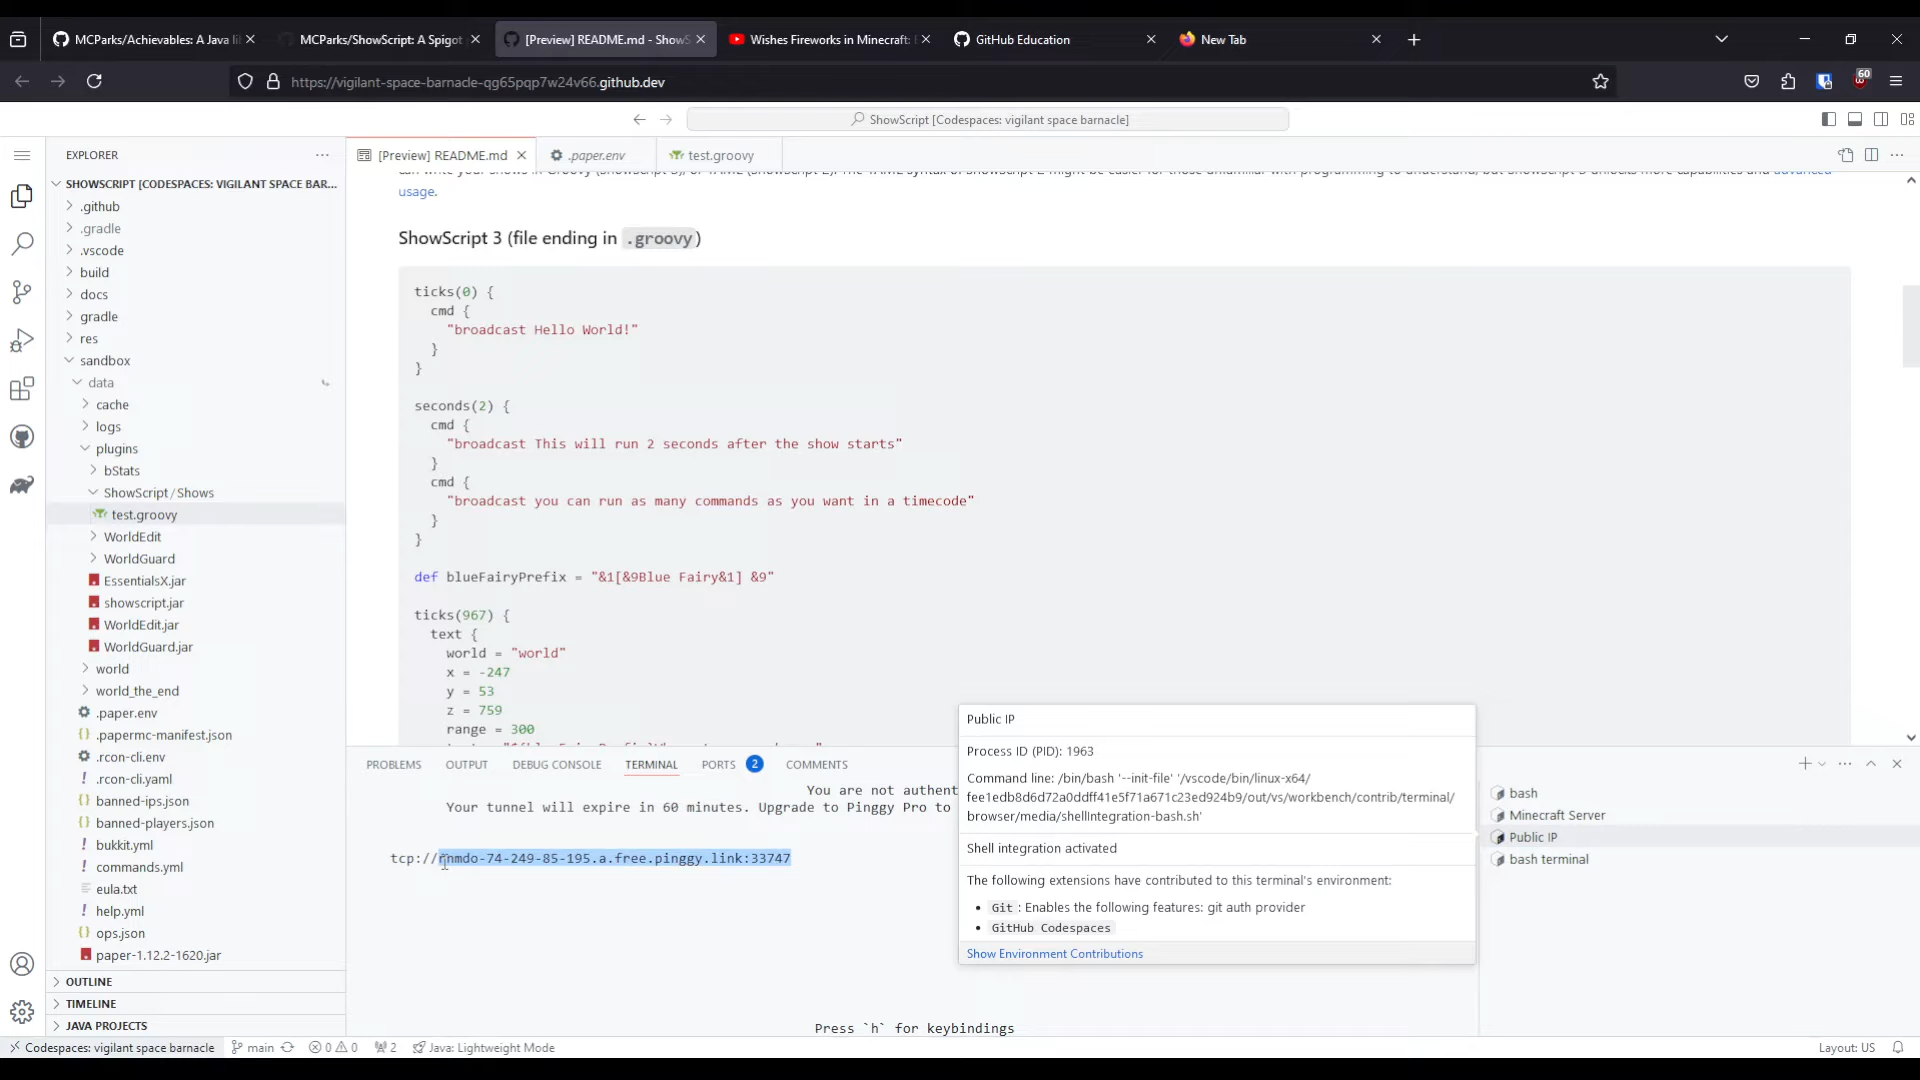 MCParks/Achievables: A Java li
MCParks/ShowScript: A Spigot
[Preview] README.md - ShowS
Wishes Fireworks in Minecraft:
GitHub Education
New Tab
https://vigilant-space-barnacle-qg65pqp7w24v66.github.dev
60
ShowScript [Codespaces: vigilant space barnacle]
EXPLORER
[Preview] README.md
.paper.env
test.groovy
SHOWSCRIPT [CODESPACES: VIGILANT SPACE BAR...
.github
.gradle
.vscode
build
docs
gradle
res
sandbox
data
cache
logs
plugins
bStats
ShowScript / Shows
test.groovy
WorldEdit
WorldGuard
EssentialsX.jar
showscript.jar
WorldEdit.jar
WorldGuard.jar
world
world_the_end
.paper.env
.papermc-manifest.json
.rcon-cli.env
.rcon-cli.yaml
banned-ips.json
banned-players.json
bukkit.yml
commands.yml
eula.txt
help.yml
ops.json
paper-1.12.2-1620.jar
OUTLINE
TIMELINE
JAVA PROJECTS
usage.
ShowScript 3 (file ending in .groovy)
ticks(0) {
cmd {
"broadcast Hello World!"
}
}
seconds(2) {
cmd {
"broadcast This will run 2 seconds after the show starts"
}
cmd {
"broadcast you can run as many commands as you want in a timecode"
}
}
def blueFairyPrefix = "&1[&9Blue Fairy&1] &9"
ticks(967) {
text {
world = "world"
x = -247
y = 53
z = 759
range = 300
PROBLEMS
OUTPUT
DEBUG CONSOLE
TERMINAL
PORTS
2
COMMENTS
You are not authent
Your tunnel will expire in 60 minutes. Upgrade to Pinggy Pro to
tcp://rnmdo-74-249-85-195.a.free.pinggy.link:33747
Press `h` for keybindings
Public IP
Process ID (PID): 1963
Command line: /bin/bash '--init-file' '/vscode/bin/linux-x64/
fee1edb8d6d72a0ddff41e5f71a671c23ed924b9/out/vs/workbench/contrib/terminal/
browser/media/shellIntegration-bash.sh'
Shell integration activated
The following extensions have contributed to this terminal's environment:
Git : Enables the following features: git auth provider
GitHub Codespaces
Show Environment Contributions
bash
Minecraft Server
Public IP
bash terminal
Codespaces: vigilant space barnacle
main
0
0
2
Java: Lightweight Mode
Layout: US